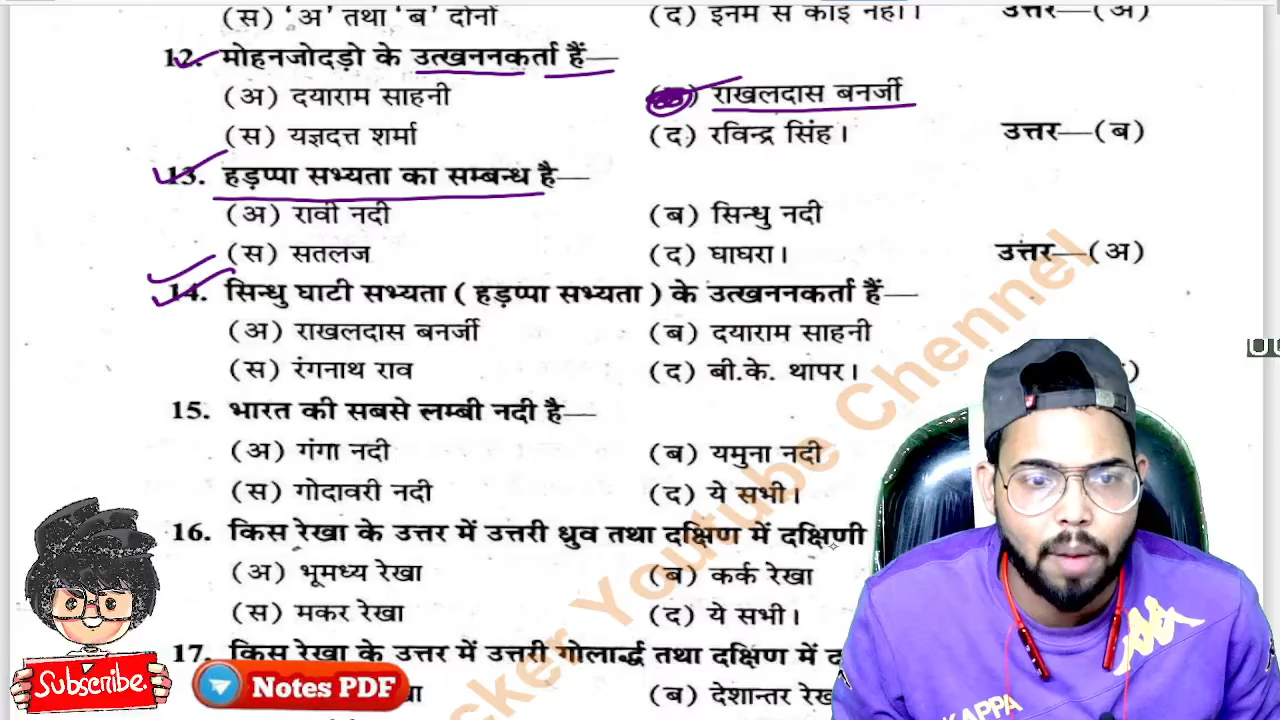 (स) 'अ' तथा 'ब' दोनों (द) इनमें से कोई नहीं। उत्तर—(अ)
12. मोहनजोदड़ो के उत्खननकर्ता हैं—
(अ) दयाराम साहनी (ब) राखलदास बनर्जी
(स) यज्ञदत्त शर्मा (द) रविन्द्र सिंह। उत्तर—(ब)
13. हड़प्पा सभ्यता का सम्बन्ध है—
(अ) रावी नदी (ब) सिन्धु नदी
(स) सतलज (द) घाघरा। उत्तर—(अ)
14. सिन्धु घाटी सभ्यता ( हड़प्पा सभ्यता ) के उत्खननकर्ता हैं—
(अ) राखलदास बनर्जी (ब) दयाराम साहनी
(स) रंगनाथ राव (द) बी.के. थापर।
15. भारत की सबसे लम्बी नदी है—
(अ) गंगा नदी (ब) यमुना नदी
(स) गोदावरी नदी (द) ये सभी।
16. किस रेखा के उत्तर में उत्तरी ध्रुव तथा दक्षिण में दक्षिणी
(अ) भूमध्य रेखा (ब) कर्क रेखा
(स) मकर रेखा (द) ये सभी।
17. किस रेखा के उत्तर में उत्तरी गोलार्द्ध तथा दक्षिण में
(ब) देशान्तर
cker Youtube Chennel
Subscribe.
Notes PDF
KAPPA